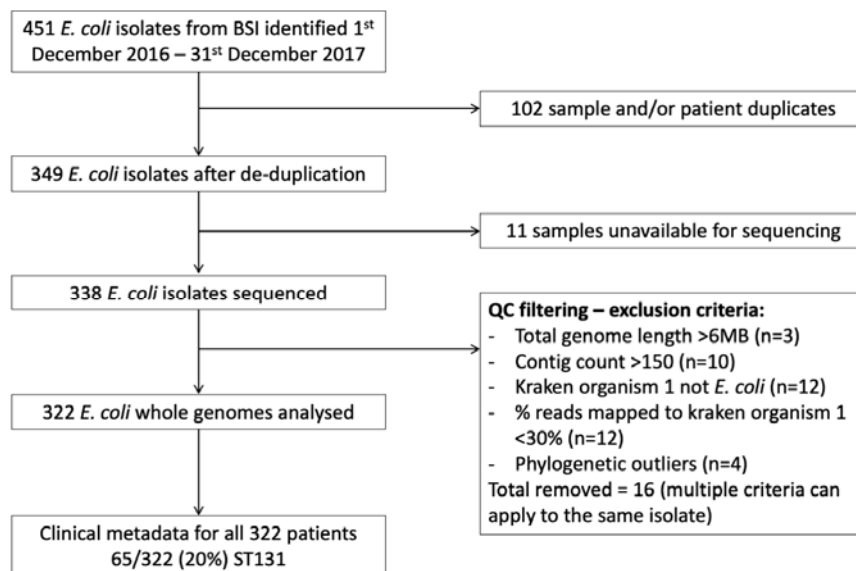 451 E. coli isolates from BSI identified 1st
December 2016 – 31st December 2017
102 sample and/or patient duplicates
349 E. coli isolates after de-duplication
11 samples unavailable for sequencing
338 E. coli isolates sequenced
QC filtering – exclusion criteria:
- Total genome length >6MB (n=3)
- Contig count >150 (n=10)
- Kraken organism 1 not E. coli (n=12)
- % reads mapped to kraken organism 1
<30% (n=12)
- Phylogenetic outliers (n=4)
Total removed = 16 (multiple criteria can
apply to the same isolate)
322 E. coli whole genomes analysed
Clinical metadata for all 322 patients
65/322 (20%) ST131